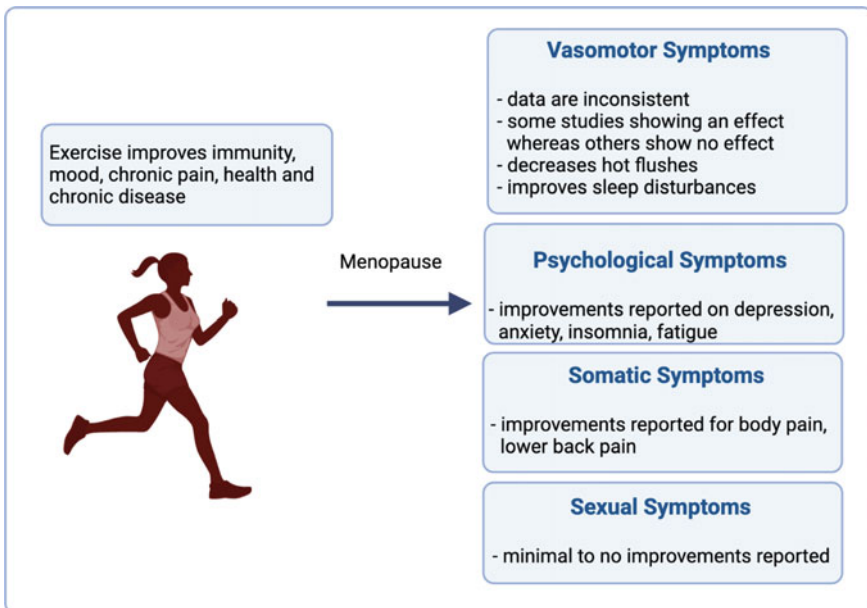 Exercise improves immunity,
mood, chronic pain, health and
chronic disease
Menopause
Vasomotor Symptoms
- data are inconsistent
- some studies showing an effect
whereas others show no effect
- decreases hot flushes
- improves sleep disturbances
Psychological Symptoms
- improvements reported on depression,
anxiety, insomnia, fatigue
Somatic Symptoms
- improvements reported for body pain,
lower back pain
Sexual Symptoms
- minimal to no improvements reported